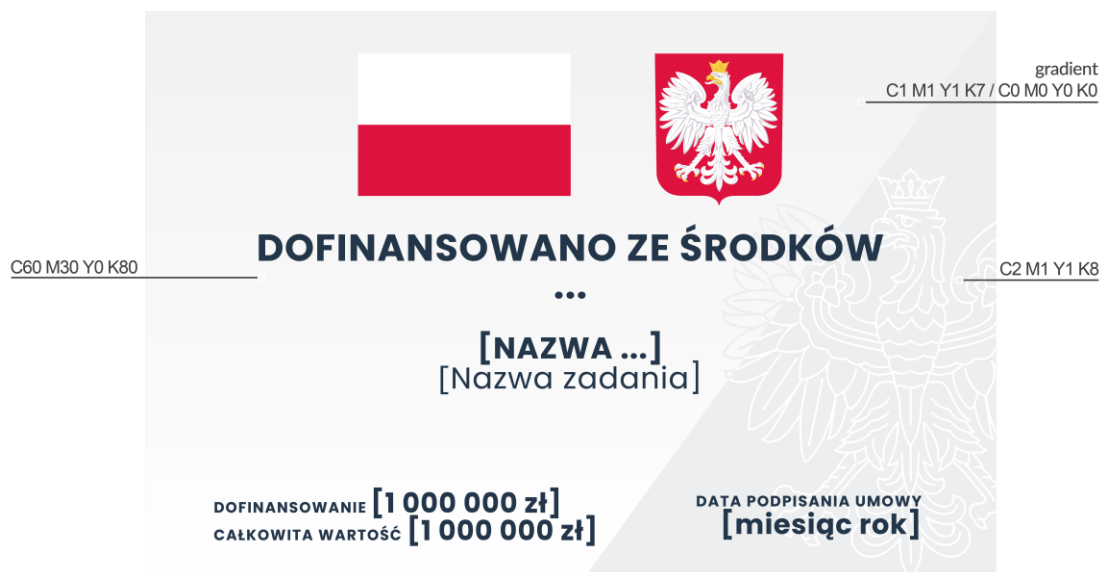 gradient
C1 M1 Y1 K7 / C0 M0 Y0 K0
DOFINANSOWANO ZE ŚRODKÓW
C60 M30 Y0 K80
C2 M1 Y1 K8
...
[NAZWA ...]
[Nazwa zadania]
DOFINANSOWANIE [1 000 000 zł]
CAŁKOWITA WARTOŚĆ [1 000 000 zł]
DATA PODPISANIA UMOWY
[miesiąc rok]